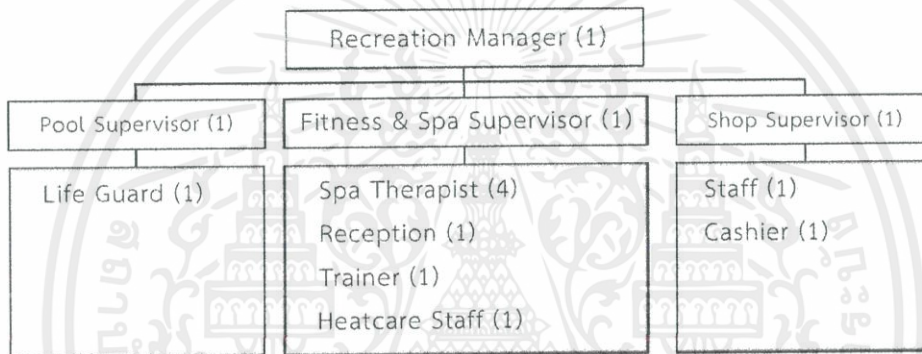 Recreation Manager (1)
Pool Supervisor (1)
Fitness & Spa Supervisor (1)
Shop Supervisor (1)
Life Guard (1)
Spa Therapist (4)
Reception (1)
Trainer (1)
Heatcare Staff (1)
Staff (1)
Cashier (1)